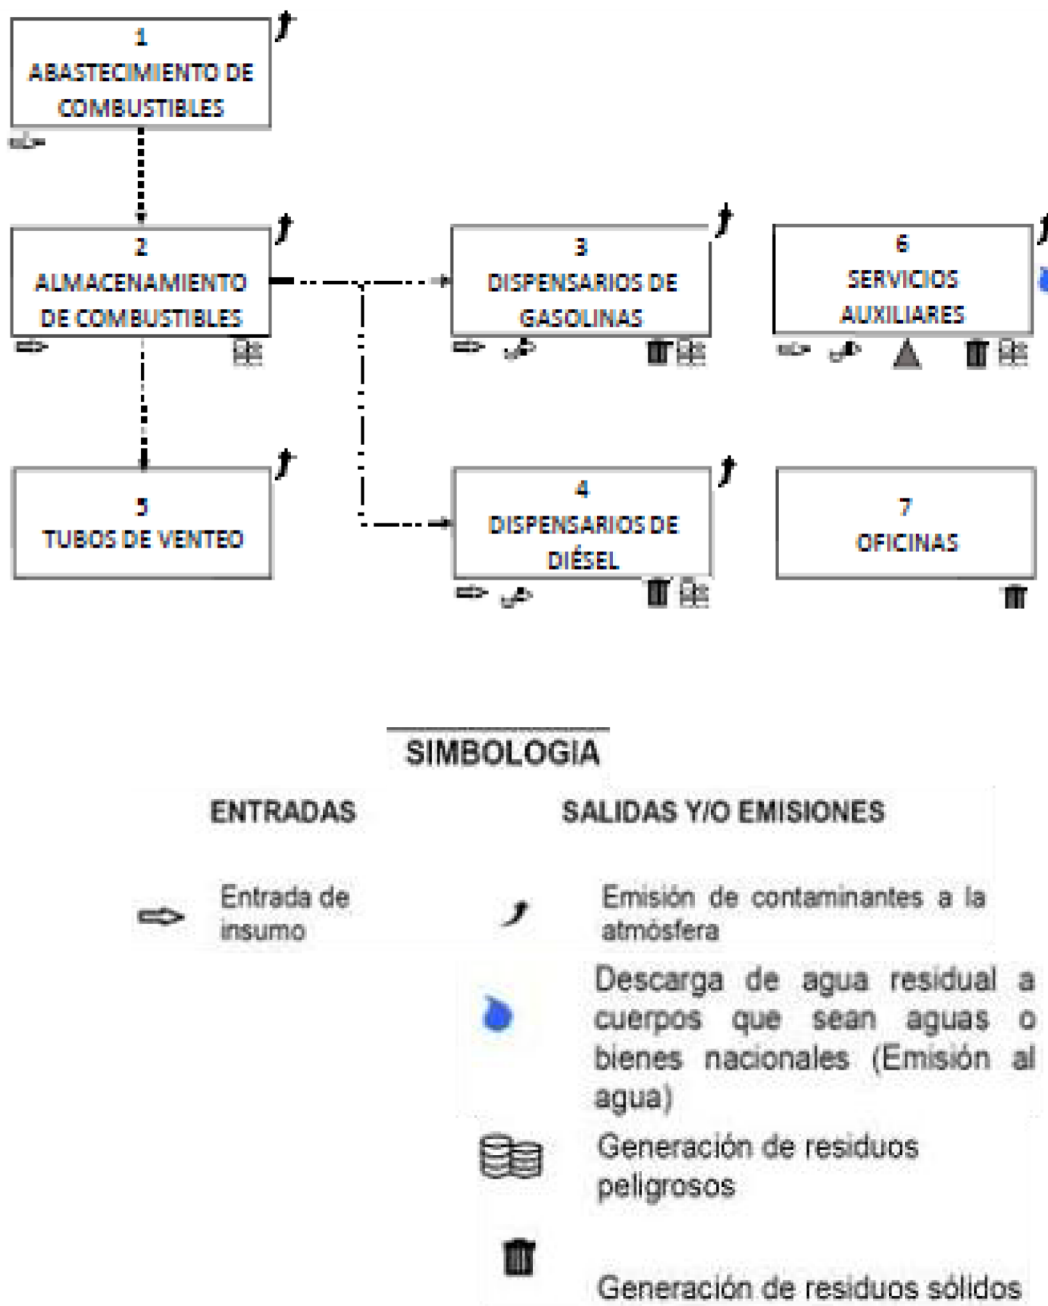 1
ABASTECIMIENTO DE
COMBUSTIBLES
2
ALMACENAMIENTO
DE COMBUSTIBLES
3
DISPENSARIOS DE
GASOLINAS
6
SERVICIOS
AUXILIARES
5
TUBOS DE VENTEO
4
DISPENSARIOS DE
DIÉSEL
7
OFICINAS
SIMBOLOGIA
ENTRADAS
SALIDAS Y/O EMISIONES
Entrada de
insumo
Emisión de contaminantes a la
atmósfera
Descarga de agua residual a
cuerpos que sean aguas o
bienes nacionales (Emisión al
agua)
Generación de residuos
peligrosos
Generación de residuos sólidos